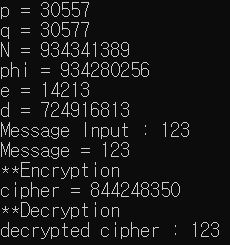 p = 30557
q = 30577
N = 934341389
phi = 934280256
e = 14213
d = 724916813
Message Input : 123
Message = 123
**Encryption
cipher = 844248350
**Decryption
decrypted cipher : 123